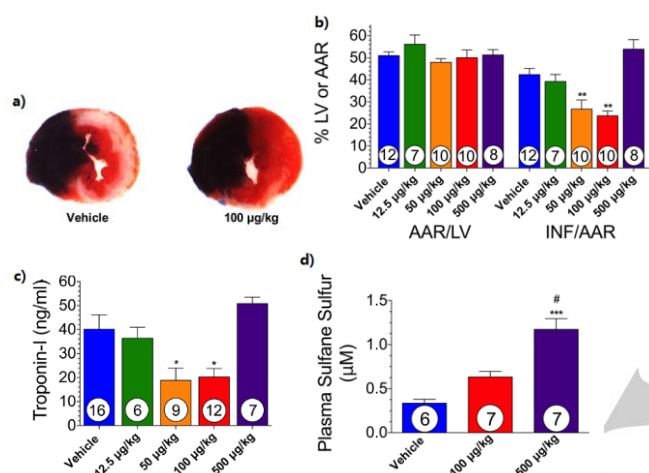 a)
Vehicle
100 µg/kg
b)
% LV or AAR
60
50
40
30
20
10
0
12
7
10
10
8
12
7
10
10
8
**
**
Vehicle
12.5 µg/kg
50 µg/kg
100 µg/kg
500 µg/kg
Vehicle
12.5 µg/kg
50 µg/kg
100 µg/kg
500 µg/kg
AAR/LV
INF/AAR
c)
Troponin-I (ng/ml)
60
50
40
30
20
10
0
*
*
16
6
9
12
7
Vehicle
12.5 µg/kg
50 µg/kg
100 µg/kg
500 µg/kg
d)
Plasma Sulfane Sulfur
(µM)
1.5
1.0
0.5
0.0
#
***
6
7
7
Vehicle
100 µg/kg
500 µg/kg